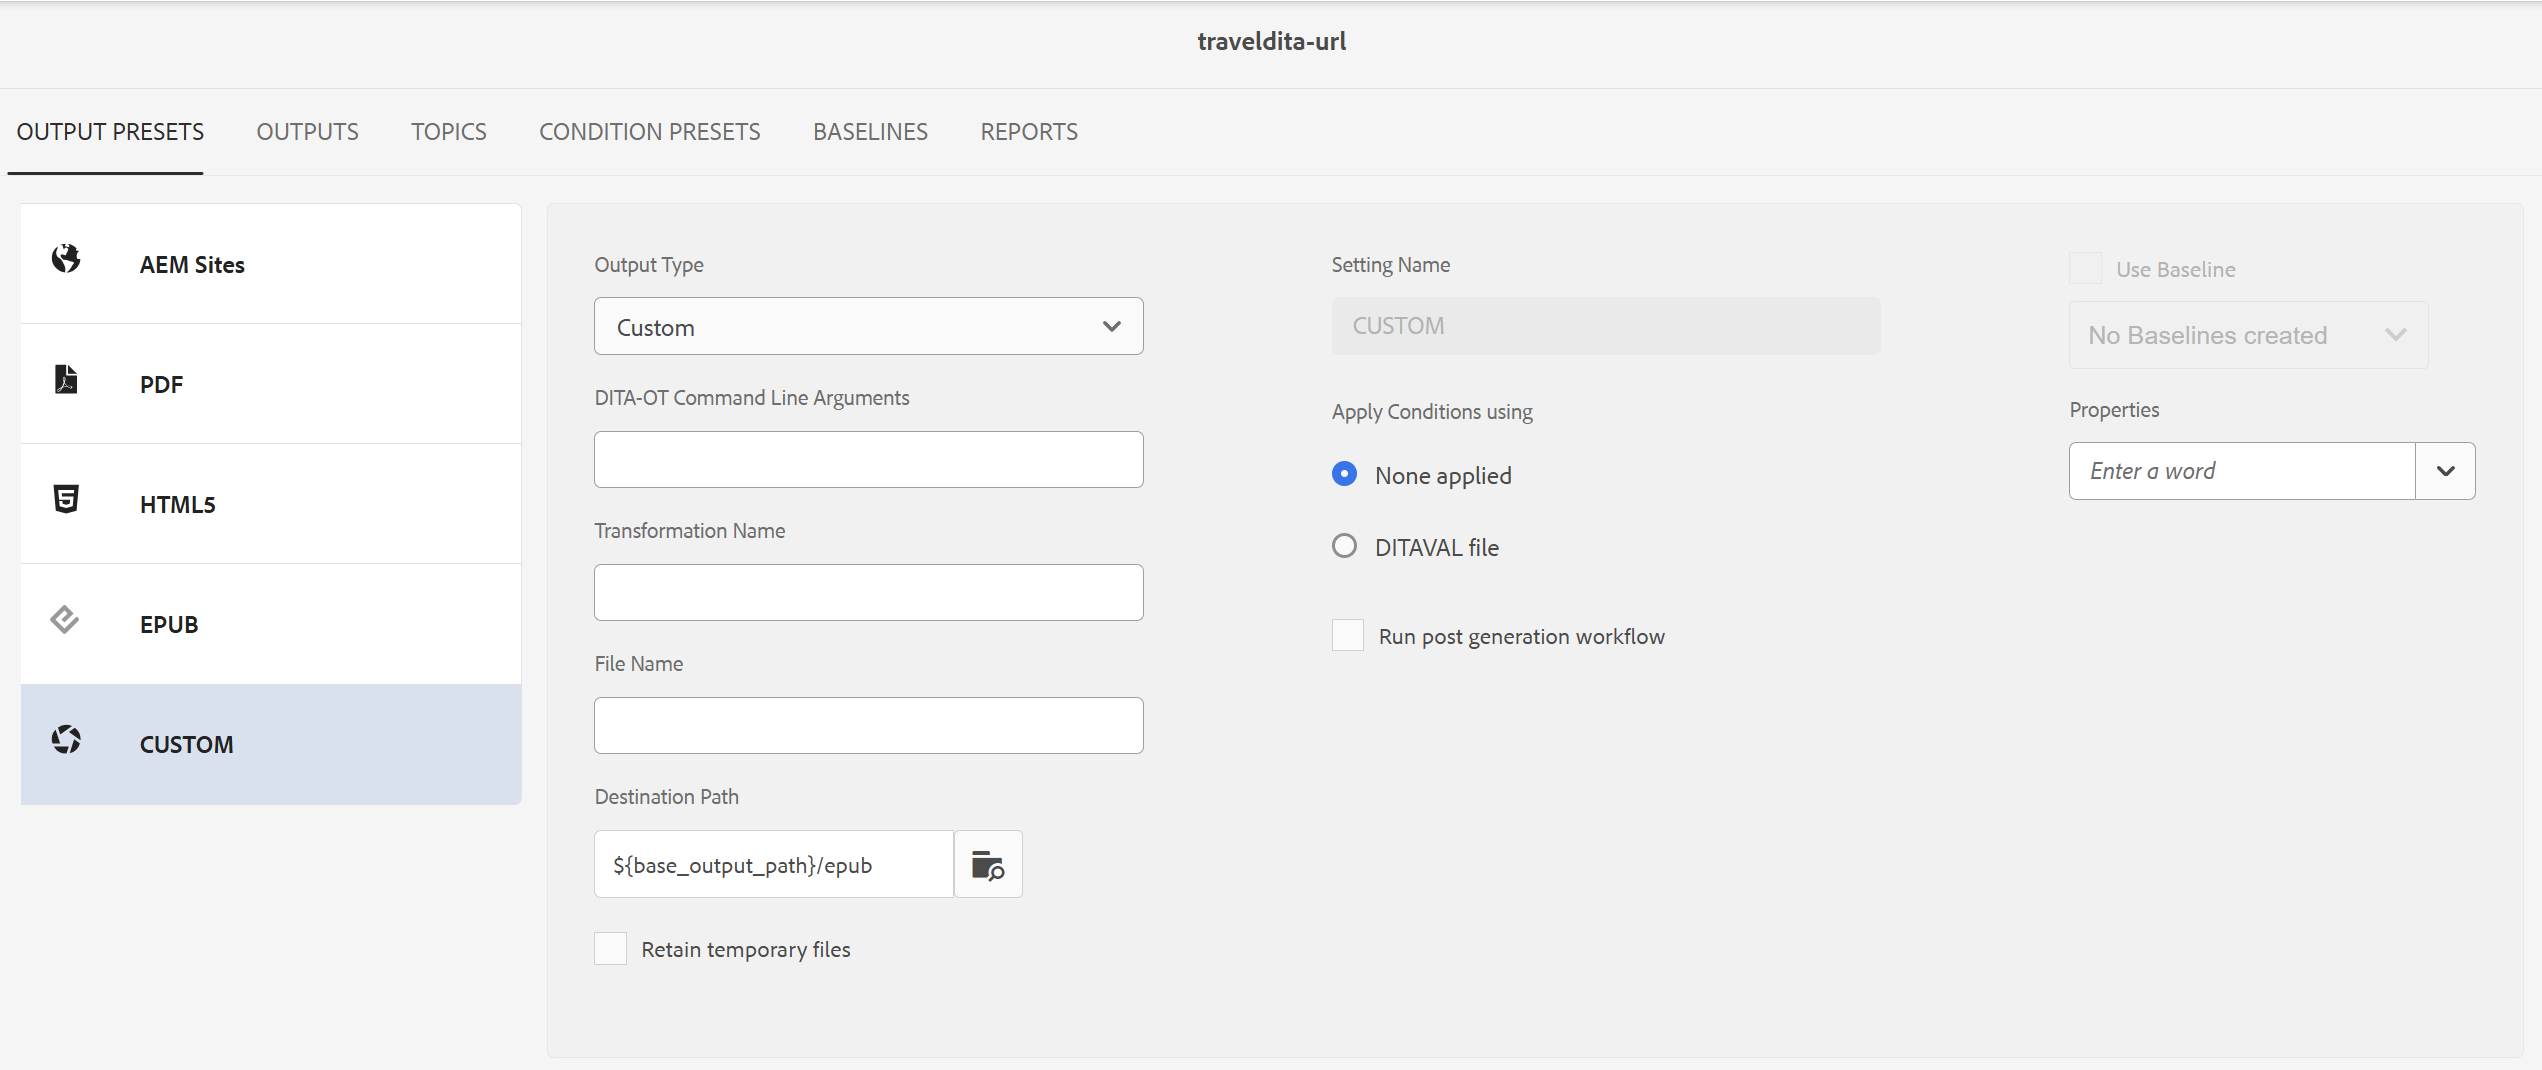 traveldita-url
OUTPUT PRESETS OUTPUTS TOPICS CONDITION PRESETS BASELINES REPORTS
AEM Sites
PDF
HTML5
EPUB
CUSTOM
Output Type
Custom
DITA-OT Command Line Arguments
Transformation Name
File Name
Destination Path
${base_output_path}/epub
Retain temporary files
Setting Name
CUSTOM
Apply Conditions using
None applied
DITAVAL file
Run post generation workflow
Use Baseline
No Baselines created
Properties
Enter a word